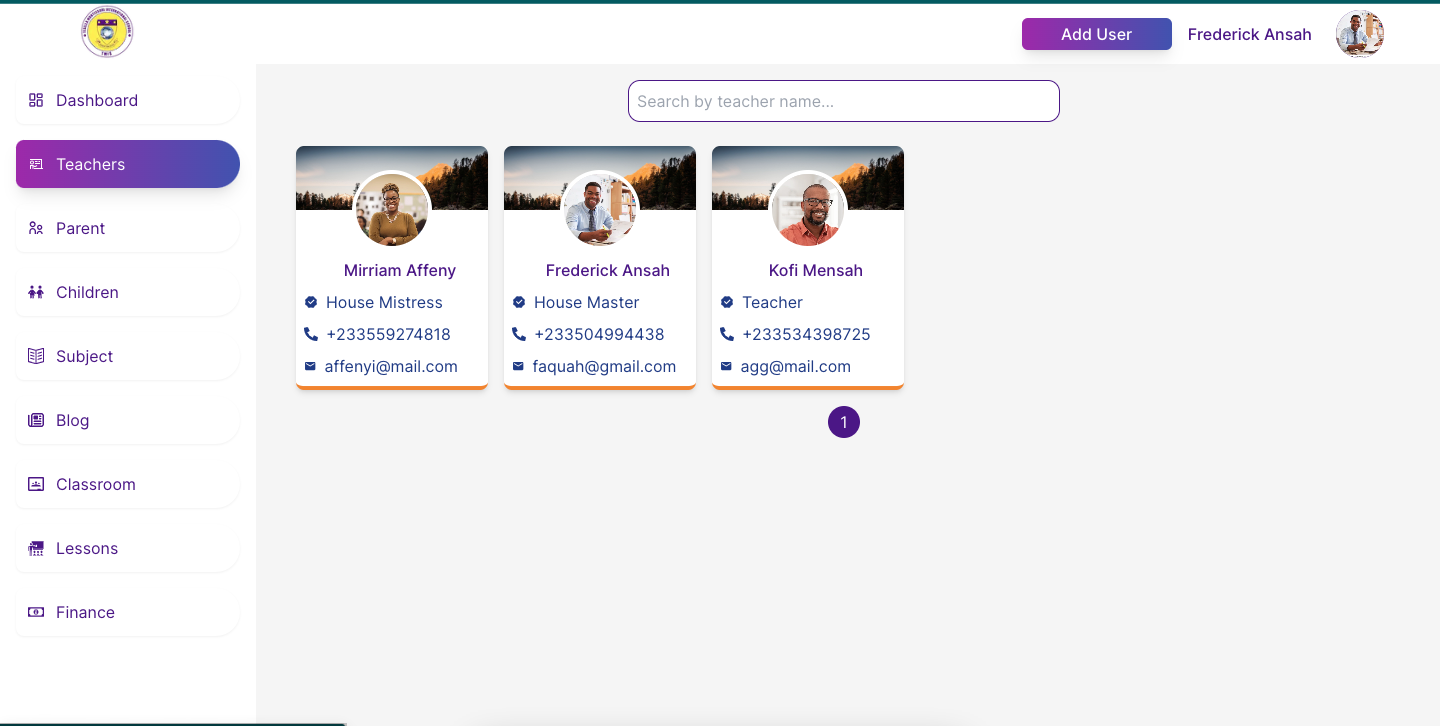 Add User
Frederick Ansah
Dashboard
Teachers
Parent
Children
Subject
Blog
Classroom
Lessons
Finance
Search by teacher name...
Mirriam Affeny
House Mistress
+233559274818
affenyi@mail.com
Frederick Ansah
House Master
+233504994438
faquah@gmail.com
Kofi Mensah
Teacher
+233534398725
agg@mail.com
1